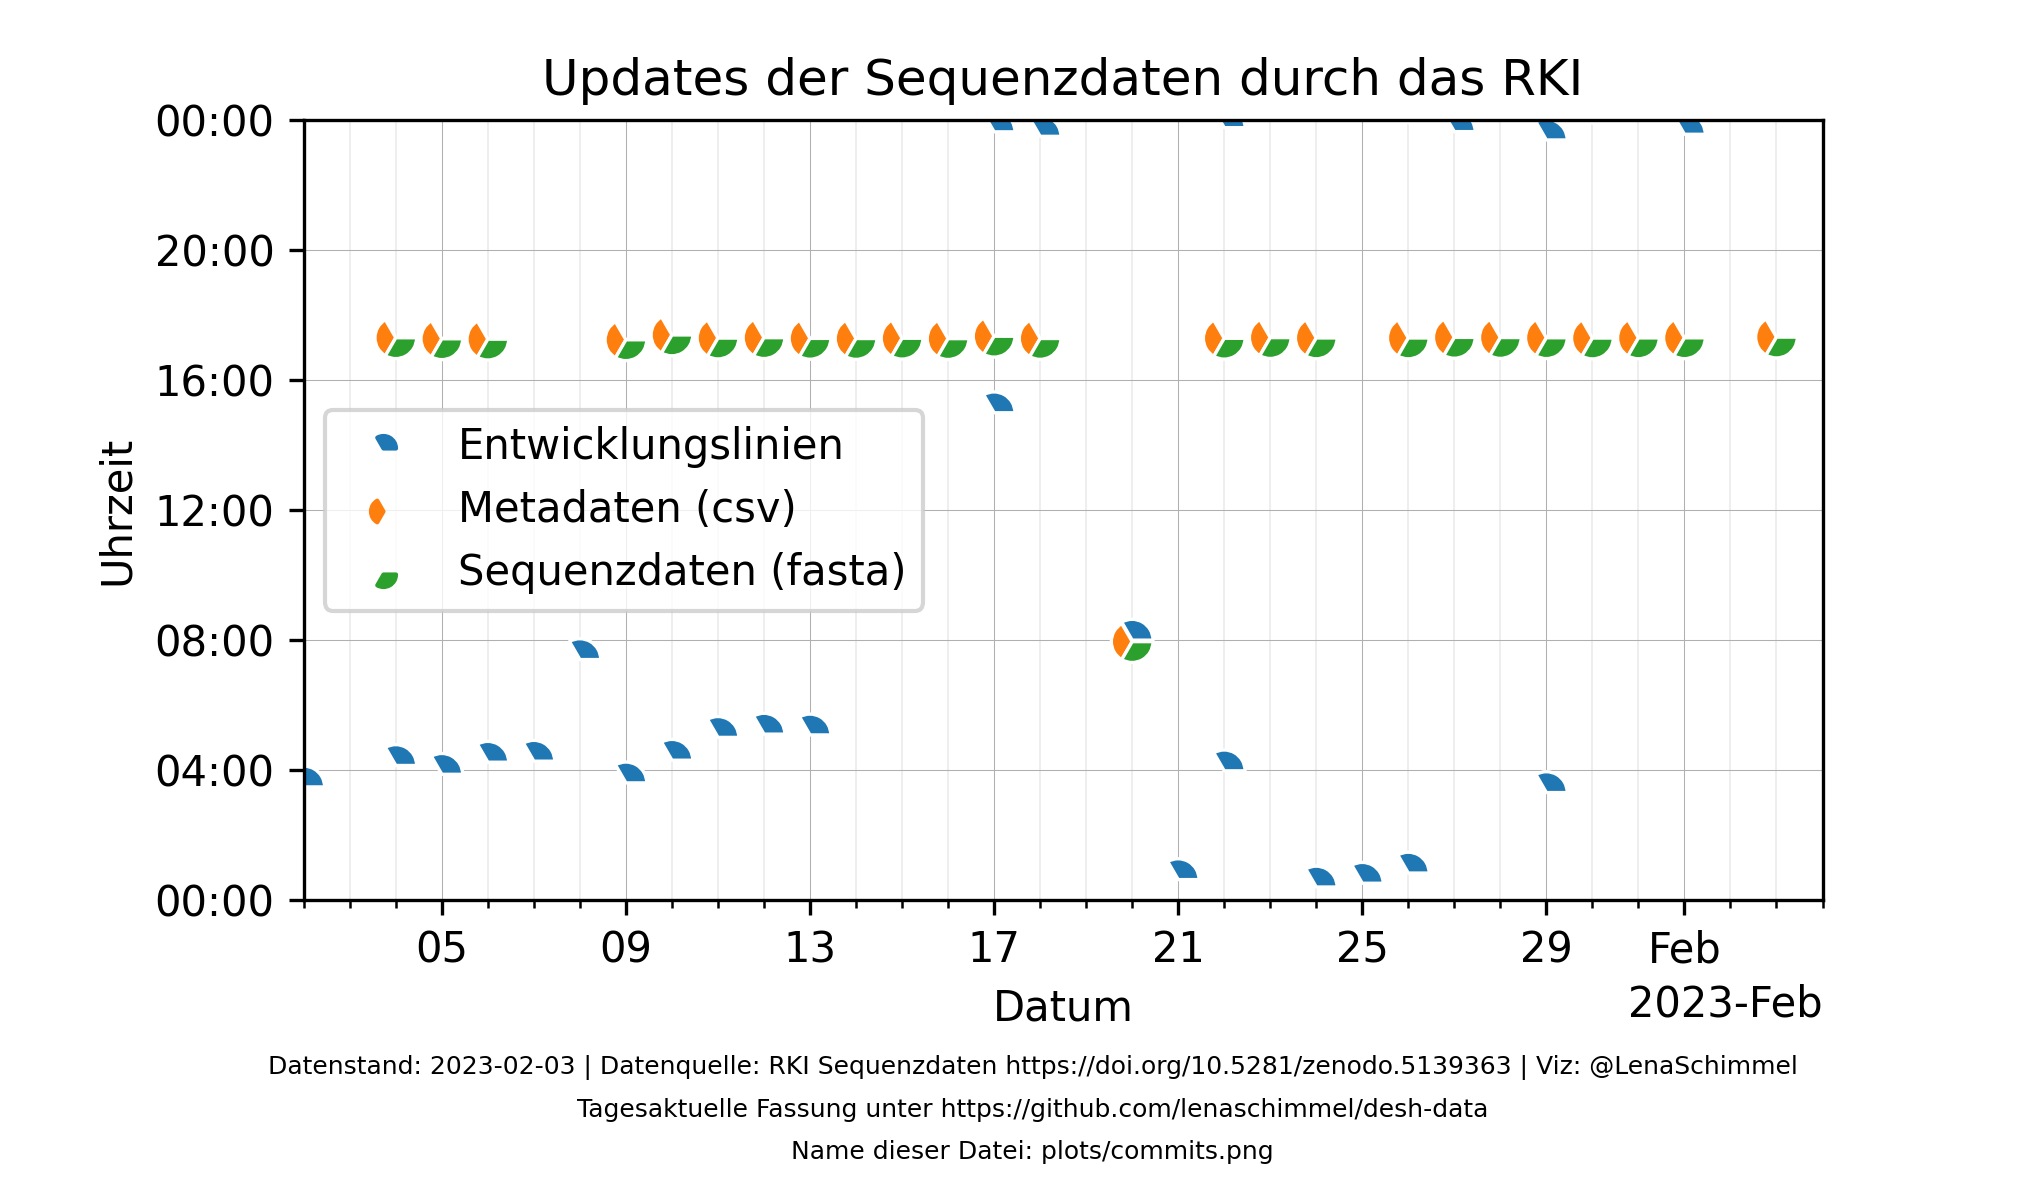 Updates der Sequenzdaten durch das RKI
00:00
20:00
16:00
12:00
08:00
04:00
00:00
Uhrzeit
Entwicklungslinien
Metadaten (csv)
Sequenzdaten (fasta)
05 09 13 17 21 25 29 Feb
Datum
2023-Feb
Datenstand: 2023-02-03 | Datenquelle: RKI Sequenzdaten https://doi.org/10.5281/zenodo.5139363 | Viz: @LenaSchimmel
Tagesaktuelle Fassung unter https://github.com/lenaschimmel/desh-data
Name dieser Datei: plots/commits.png